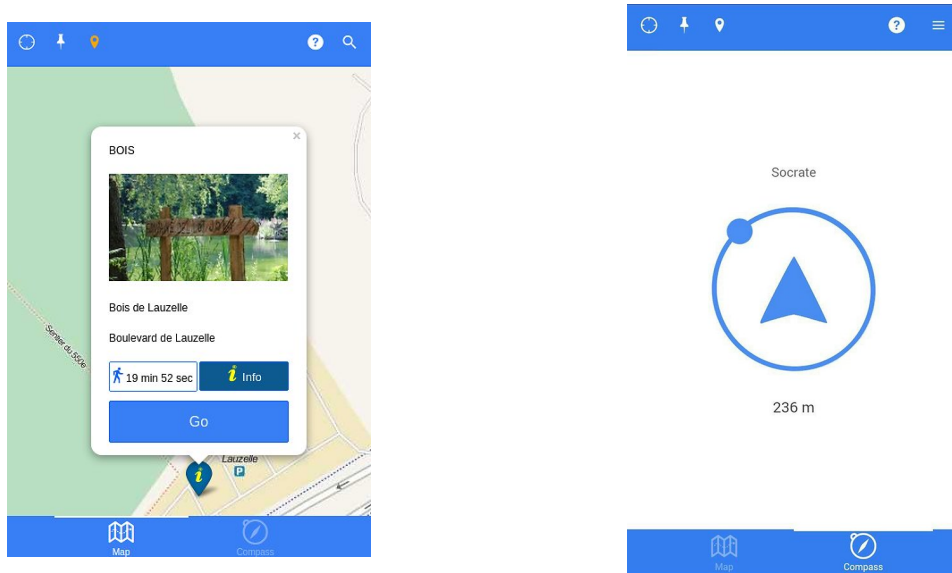 BOIS
Bois de Lauzelle
Boulevard de Lauzelle
19 min 52 sec
i Info
Go
Sentier du 550e
Lauzelle
P
i
Map
Compass
?
?
Socrate
236 m
Map
Compass